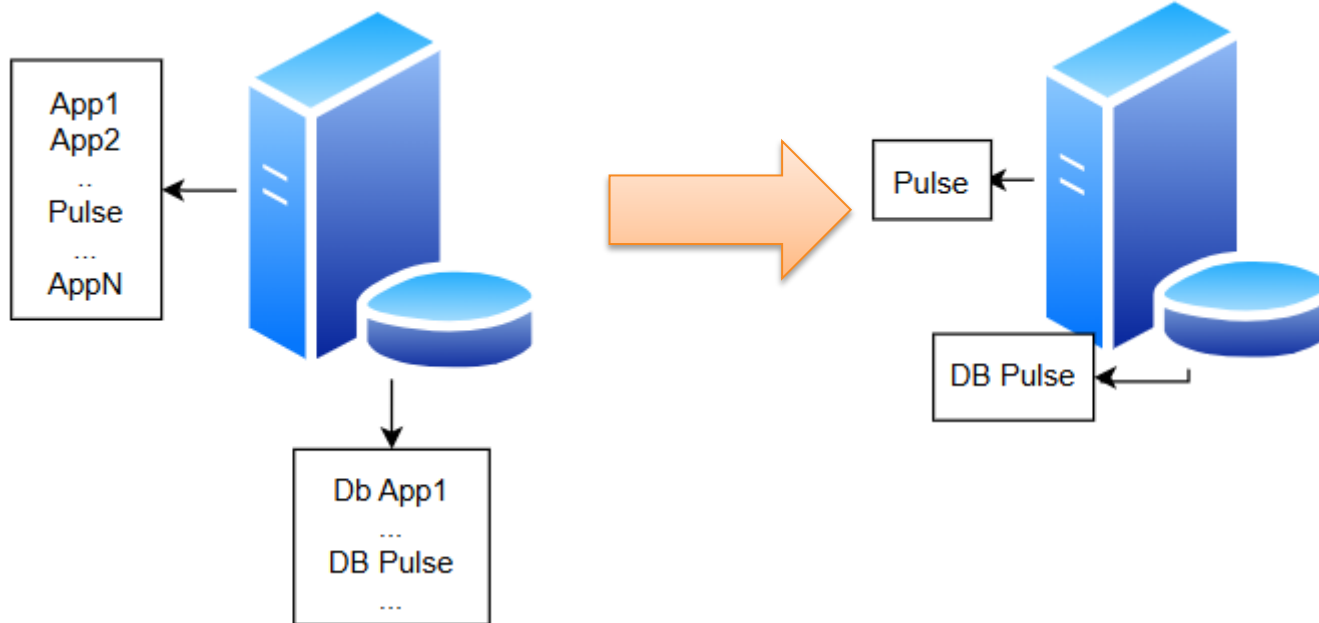 App1
App2
..
Pulse
...
AppN
Db App1
...
DB Pulse
...
Pulse
DB Pulse